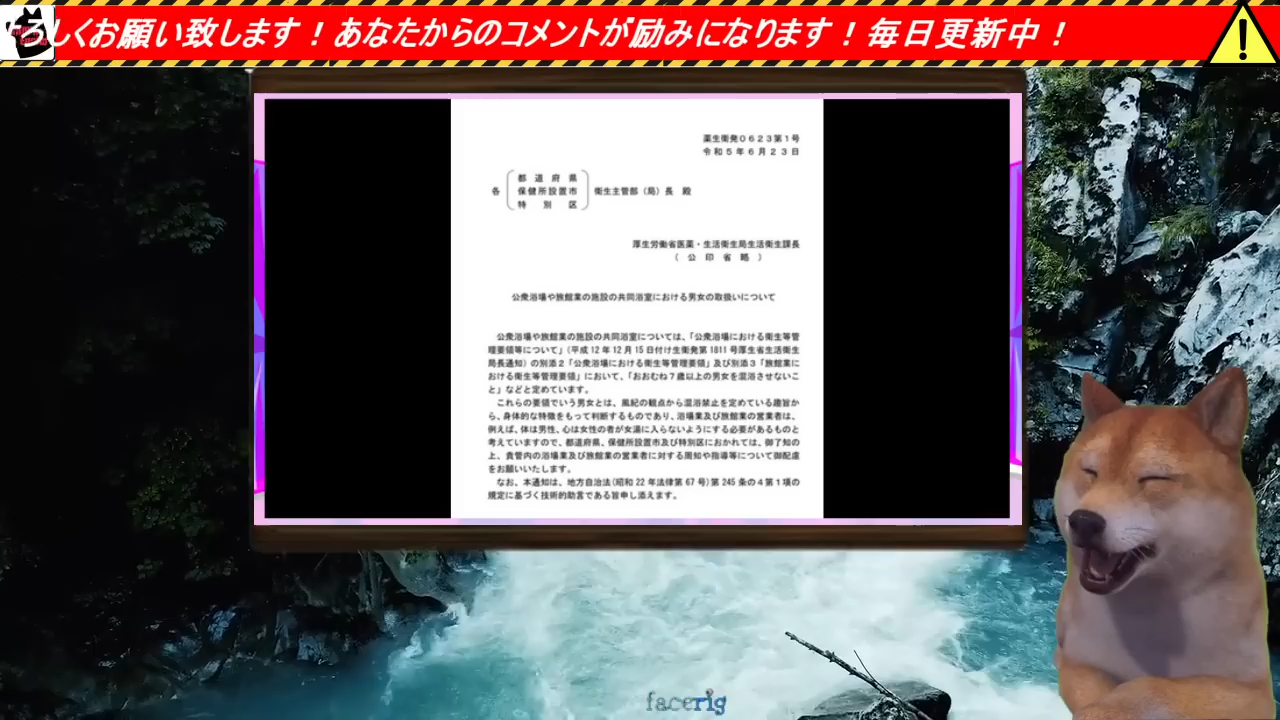 しくお願い致します！あなたからのコメントが励みになります！毎日更新中！
薬生衛発０６２３第１号
令和５年６月２３日
都道府県
各 保健所設置市 衛生主管部（局）長 殿
特別区
厚生労働省医薬・生活衛生局生活衛生課長
（公印省略）
公衆浴場や旅館業の施設の共同浴室における男女の取扱いについて
公衆浴場や旅館業の施設の共同浴室については、「公衆浴場における衛生等管
理要領等について」（平成 12 年 12 月 15 日付け生衛発第 1811 号厚生省生活衛生
局長通知）の別添２「公衆浴場における衛生等管理要領」及び別添３「旅館業に
おける衛生等管理要領」において、「おおむね７歳以上の男女を混浴させないこ
と」などと定めています。
これらの要領でいう男女とは、風紀の観点から混浴禁止を定めている趣旨か
ら、身体的な特徴をもって判断するものであり、浴場業及び旅館業の営業者は、
例えば、体は男性、心は女性の者が女湯に入らないようにする必要があるものと
考えていますので、都道府県、保健所設置市及び特別区におかれては、御了知の
上、貴管内の浴場業及び旅館業の営業者に対する周知や指導等について御配慮
をお願いいたします。
なお、本通知は、地方自治法（昭和 22 年法律第 67 号）第 245 条の４第１項の
規定に基づく技術的助言である旨申し添えます。
facerig